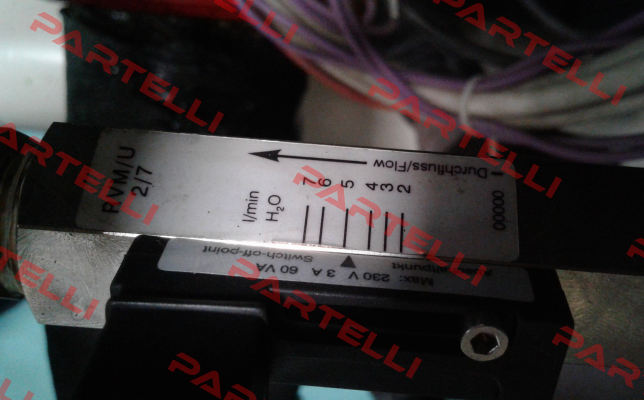 RVM/U
2/7
l/min
H₂O
7
6
5
4
3
2
Durchfluss/Flow
00000
Switch-off-point
Max: 230 V 3 A 60 VA
PARTELLI
PARTELLI
PARTELLI
PARTELLI
PARTELLI
PARTELLI
PARTELLI
PARTELLI
PARTELLI
PARTELLI